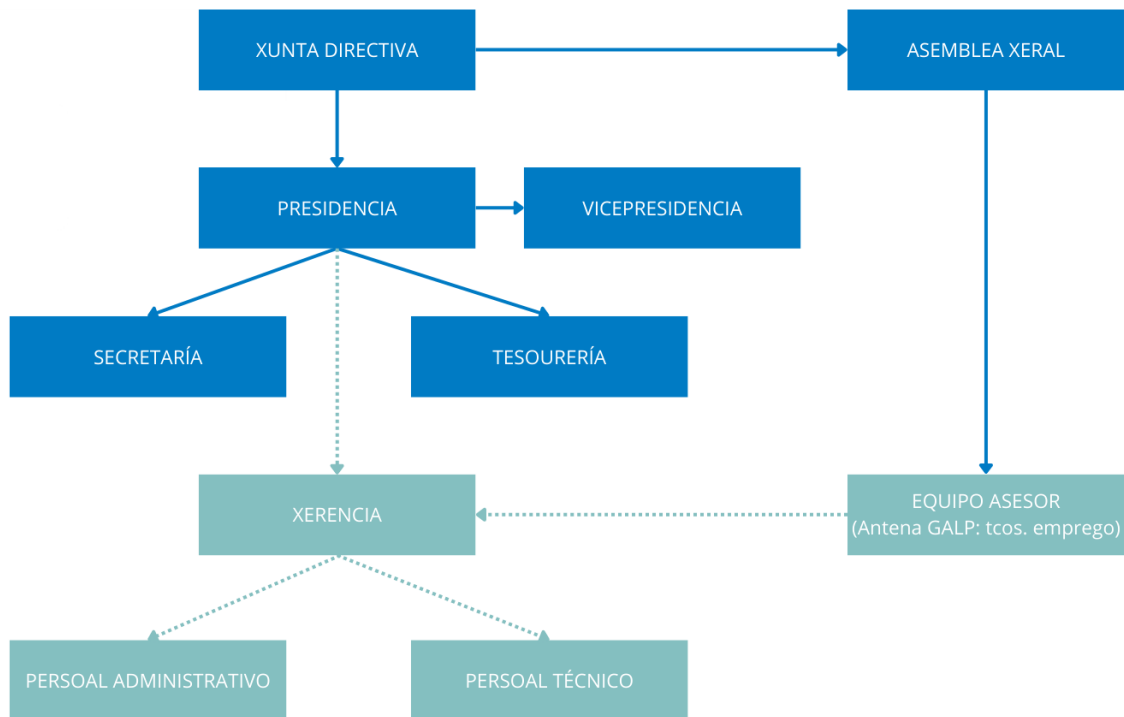 XUNTA DIRECTIVA
ASEMBLEA XERAL
PRESIDENCIA
VICEPRESIDENCIA
SECRETARÍA
TESOURERÍA
XERENCIA
EQUIPO ASESOR
(Antena GALP: tcos. emprego)
PERSOAL ADMINISTRATIVO
PERSOAL TÉCNICO